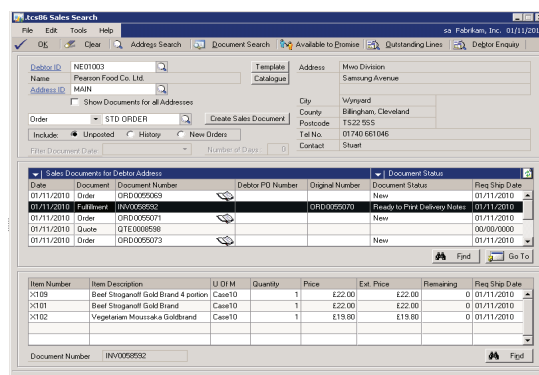 .tcs86 Sales Search
File Edit Tools Help sa Fabrikam, Inc. 01/11/201
OK Clear Address Search Document Search Available to Promise Outstanding Lines Debtor Enquiry
Debtor ID NE01003 Template Address Mwo Division
Name Pearson Food Co. Ltd. Catalogue Samsung Avenue
Address ID MAIN
Show Documents for all Addresses City Wynyard
County Billingham, Cleveland
Order STD ORDER Create Sales Document Postcode TS22 5SS
Include: Unposted History New Orders Tel No. 01740 661046
Filter Document Date: Number of Days: 0 Contact Stuart
Sales Documents for Debtor Address Document Status
Date Document Document Number Debtor PO Number Original Number Document Status Req Ship Date
01/11/2010 Order ORD0055069 New 01/11/2010
01/11/2010 Fulfillment INV0058592 ORD0055070 Ready to Print Delivery Notes 01/11/2010
01/11/2010 Order ORD0055071 New 01/11/2010
01/11/2010 Quote QTE0008598 00/00/0000
01/11/2010 Order ORD0055073 New 01/11/2010
Find Go To
Item Number Item Description U Of M Quantity Price Ext. Price Remaining Req Ship Date
X109 Beef Stroganoff Gold Brand 4 portion Case10 1 £22.00 £22.00 0 01/11/2010
X101 Beef Stroganoff Gold Brand Case10 1 £22.00 £22.00 0 01/11/2010
X102 Vegetariam Moussaka Goldbrand Case10 1 £19.80 £19.80 0 01/11/2010
Document Number INV0058592 Find